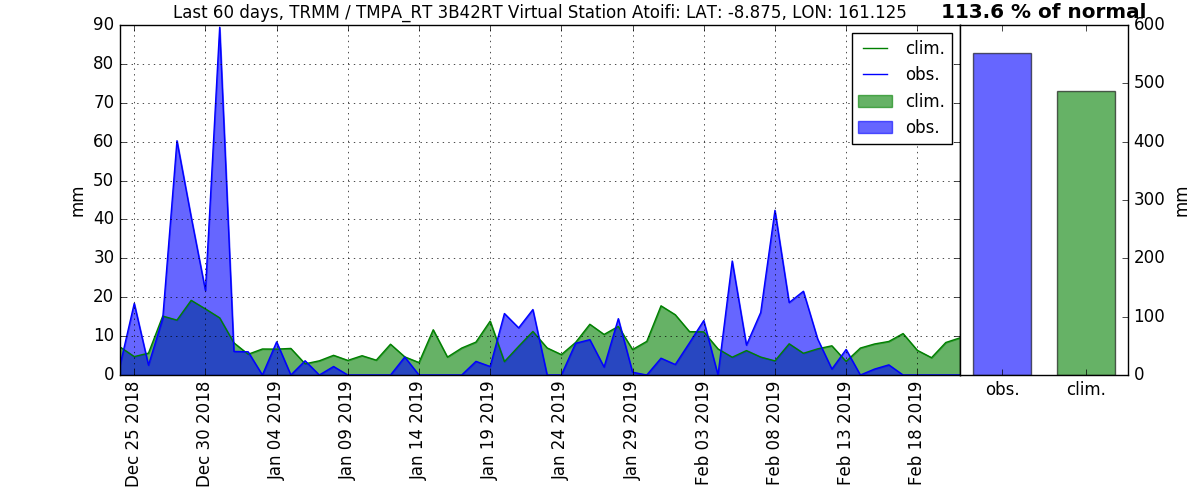 Last 60 days, TRMM / TMPA_RT 3B42RT Virtual Station Atoifi: LAT: -8.875, LON: 161.125
113.6 % of normal
90
80
70
60
50
40
30
20
10
0
mm
clim.
obs.
clim.
obs.
600
500
400
300
200
100
0
mm
Dec 25 2018
Dec 30 2018
Jan 04 2019
Jan 09 2019
Jan 14 2019
Jan 19 2019
Jan 24 2019
Jan 29 2019
Feb 03 2019
Feb 08 2019
Feb 13 2019
Feb 18 2019
obs.
clim.